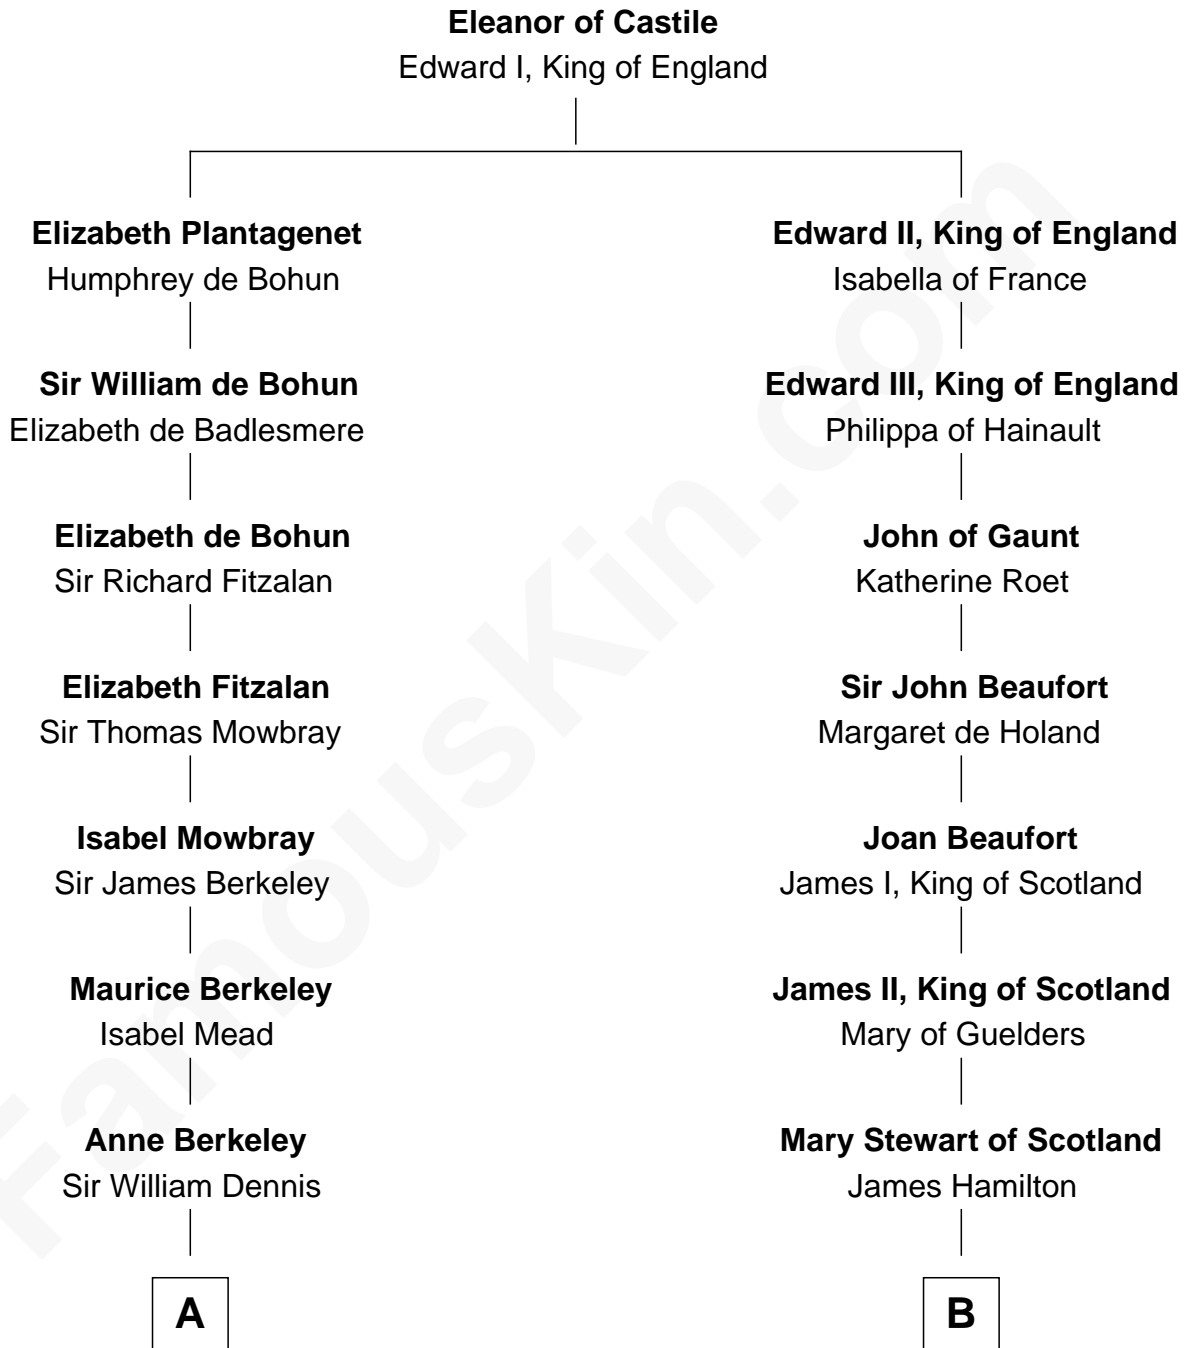 Eleanor of Castile
Edward I, King of England
Elizabeth Plantagenet
Humphrey de Bohun
Edward II, King of England
Isabella of France
Sir William de Bohun
Elizabeth de Badlesmere
Edward III, King of England
Philippa of Hainault
Elizabeth de Bohun
Sir Richard Fitzalan
John of Gaunt
Katherine Roet
Elizabeth Fitzalan
Sir Thomas Mowbray
Sir John Beaufort
Margaret de Holand
Isabel Mowbray
Sir James Berkeley
Joan Beaufort
James I, King of Scotland
Maurice Berkeley
Isabel Mead
James II, King of Scotland
Mary of Guelders
Anne Berkeley
Sir William Dennis
Mary Stewart of Scotland
James Hamilton
A
B
FamousKin.com